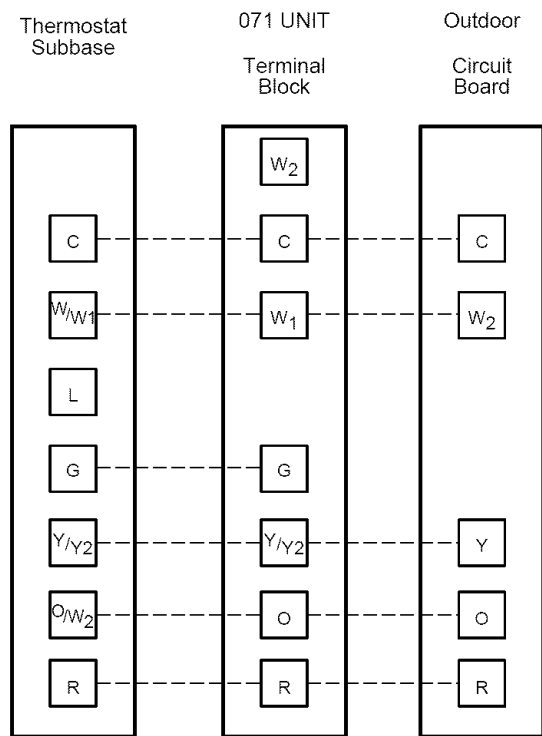 Thermostat
Subbase
071 UNIT
Terminal
Block
Outdoor
Circuit
Board
W2
C C C
W/W1 W1 W2
L
G G
Y/Y2 Y/Y2 Y
O/W2 O O
R R R